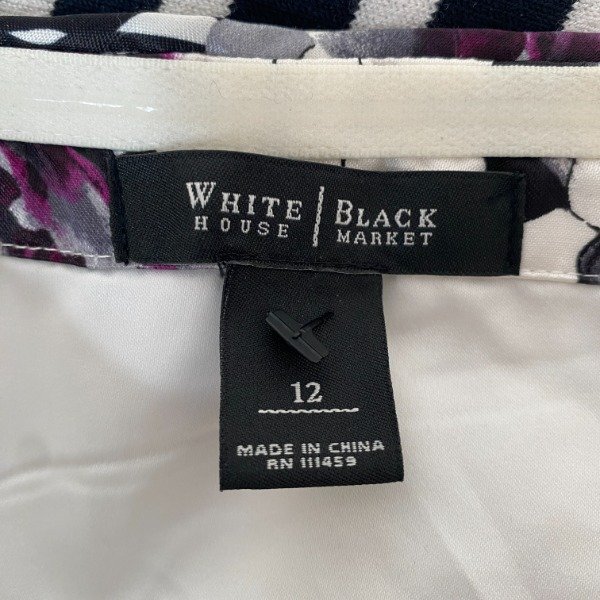 WHITE | BLACK
HOUSE | MARKET
12
MADE IN CHINA
RN 111459